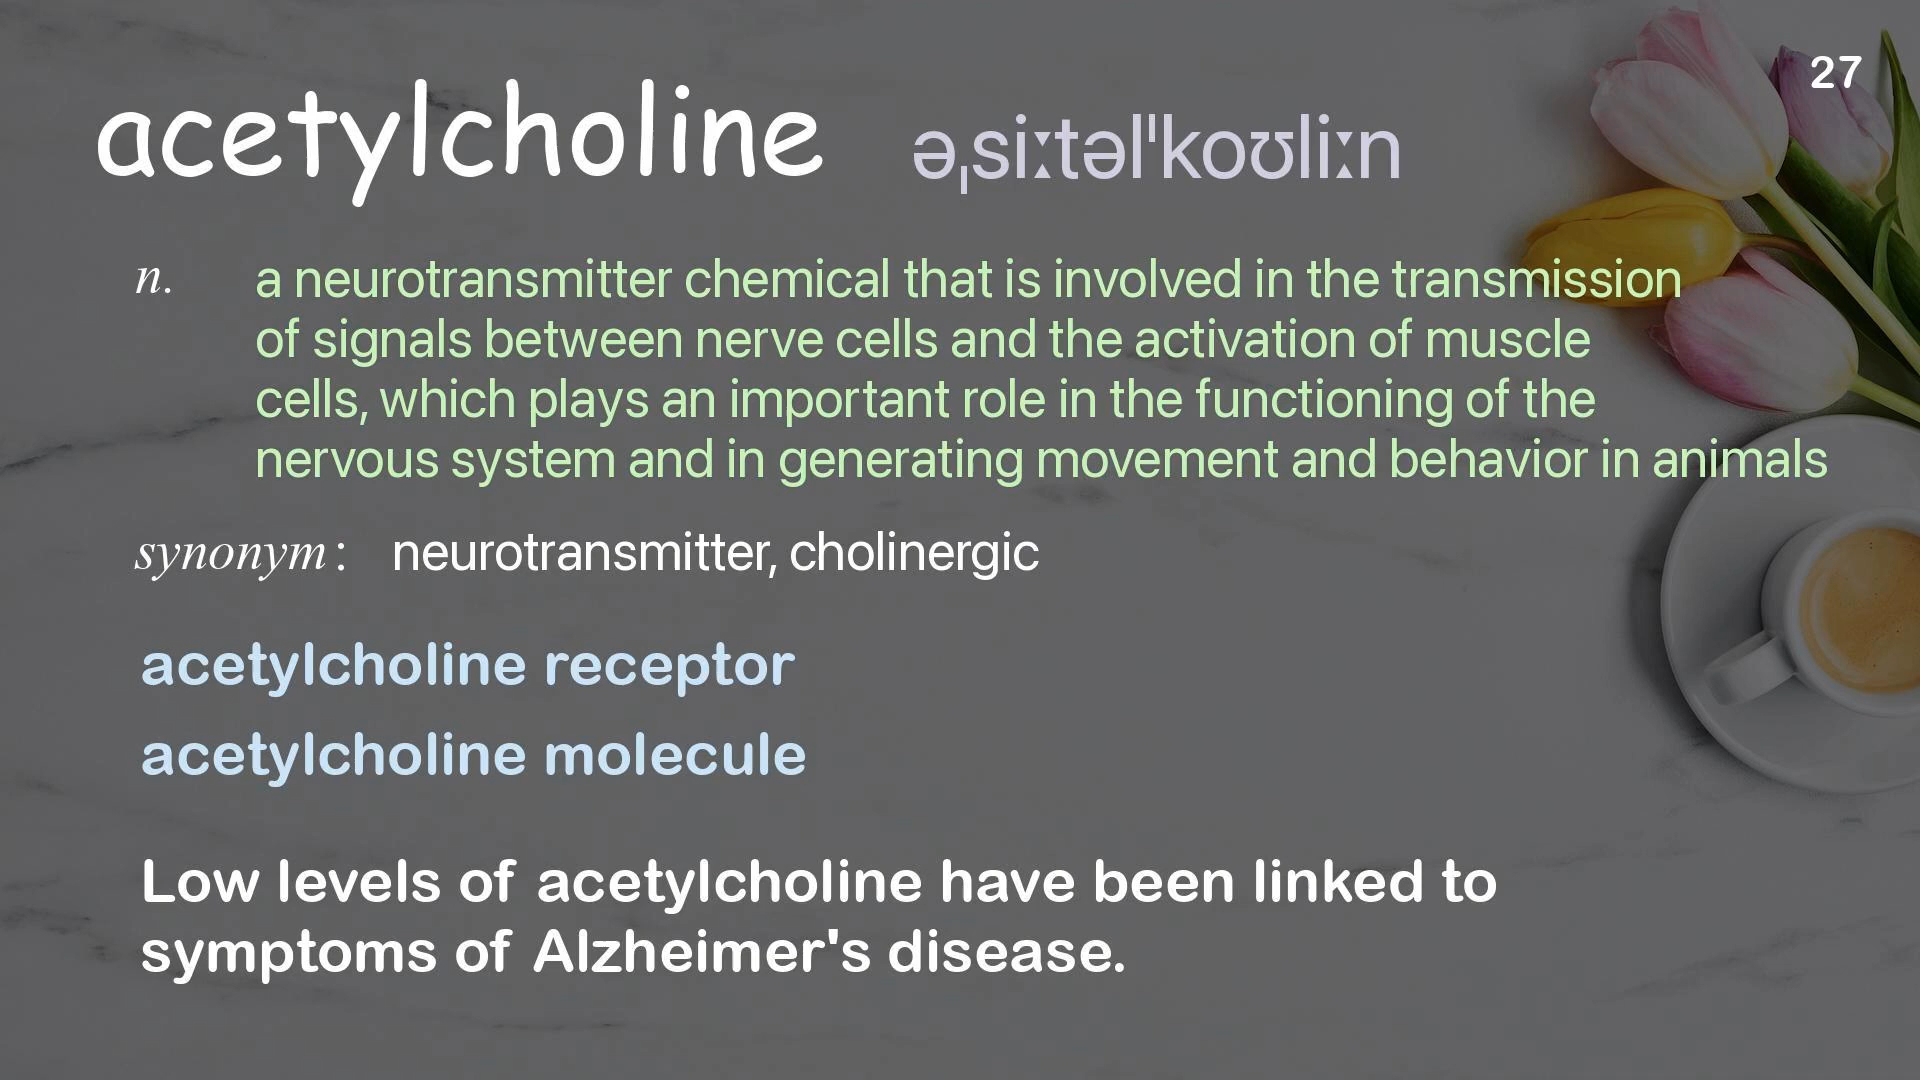 27
acetylcholine əˌsiːtəlˈkoʊliːn
n. a neurotransmitter chemical that is involved in the transmission
of signals between nerve cells and the activation of muscle
cells, which plays an important role in the functioning of the
nervous system and in generating movement and behavior in animals
synonym: neurotransmitter, cholinergic
acetylcholine receptor
acetylcholine molecule
Low levels of acetylcholine have been linked to
symptoms of Alzheimer's disease.